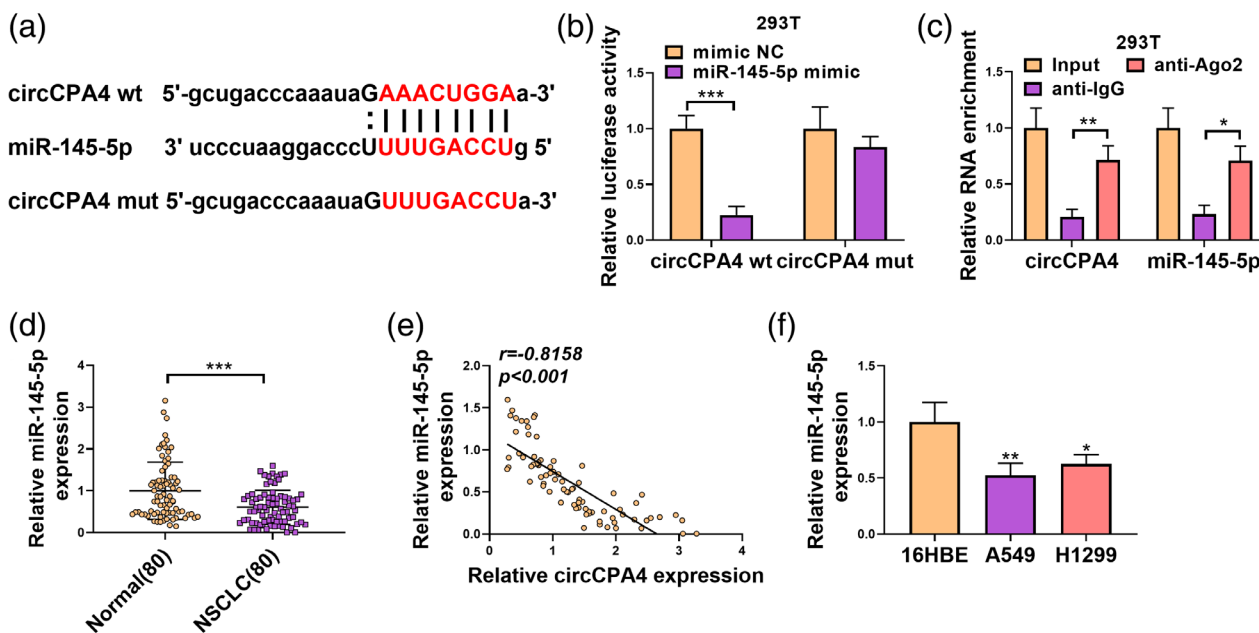 (a)
circCPA4 wt 5'-gcugacccaaauaGAAACUGGAa-3'
miR-145-5p 3' ucccuaaggacccUUUUGACCUg 5'
circCPA4 mut 5'-gcugacccaaauaGUUUGACCUa-3'
(b)
293T
mimic NC
miR-145-5p mimic
Relative luciferase activity
1.5
1.0
0.5
0.0
***
circCPA4 wt circCPA4 mut
(c)
293T
Input
anti-Ago2
anti-IgG
Relative RNA enrichment
1.5
1.0
0.5
0.0
**
*
circCPA4
miR-145-5p
(d)
Relative miR-145-5p
expression
4
3
2
1
0
***
Normal(80)
NSCLC(80)
(e)
Relative miR-145-5p
expression
r=-0.8158
p<0.001
2.0
1.5
1.0
0.5
0.0
0 1 2 3 4
Relative circCPA4 expression
(f)
Relative miR-145-5p
expression
1.5
1.0
0.5
0.0
**
*
16HBE A549 H1299